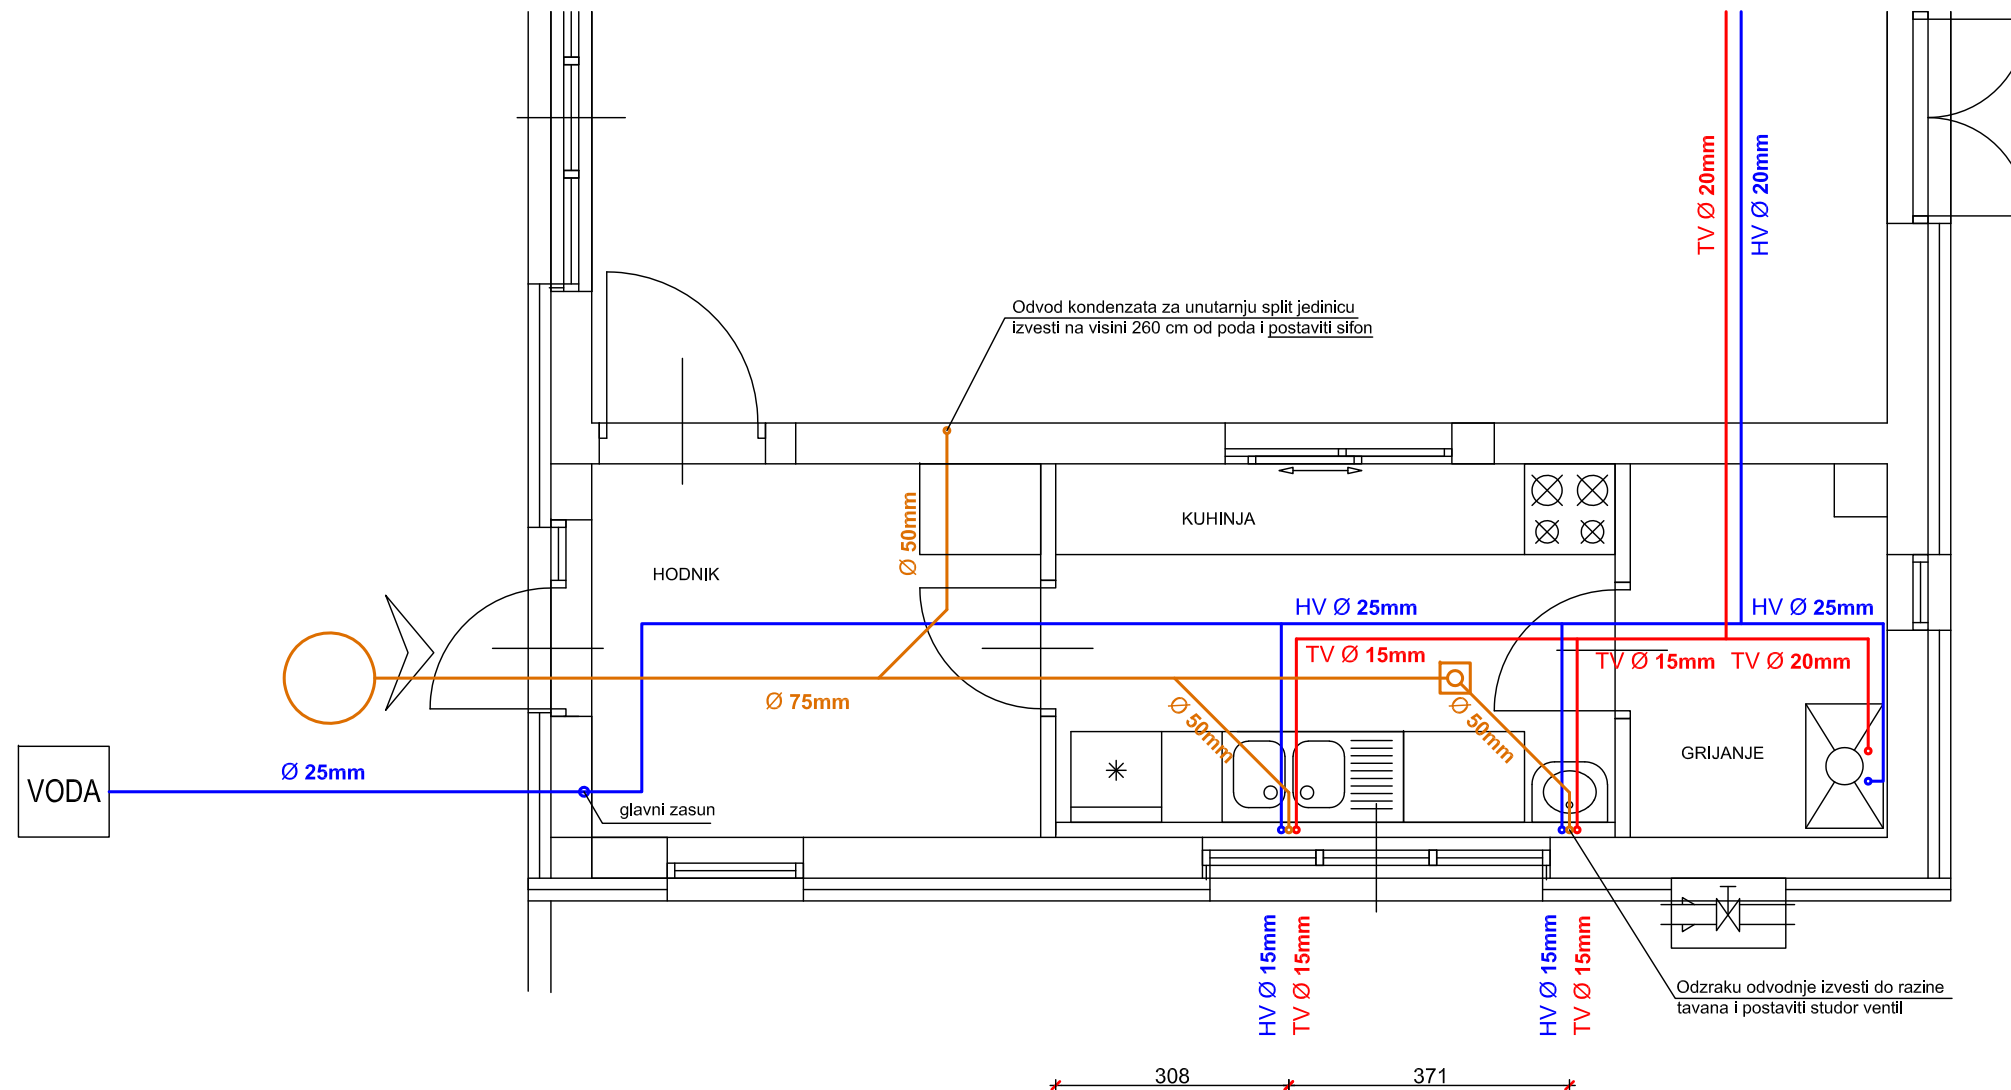 TV Ø 20mm
HV Ø 20mm
Odvod kondenzata za unutarnju split jedinicu
izvesti na visini 260 cm od poda i postaviti sifon
Ø 50mm
KUHINJA
HODNIK
HV Ø 25mm
HV Ø 25mm
TV Ø 15mm
TV Ø 15mm
TV Ø 20mm
Ø 75mm
Ø 50mm
Ø 50mm
GRIJANJE
VODA
Ø 25mm
glavni zasun
HV Ø 15mm
TV Ø 15mm
HV Ø 15mm
TV Ø 15mm
Odzraku odvodnje izvesti do razine
tavana i postaviti studor ventil
308
371